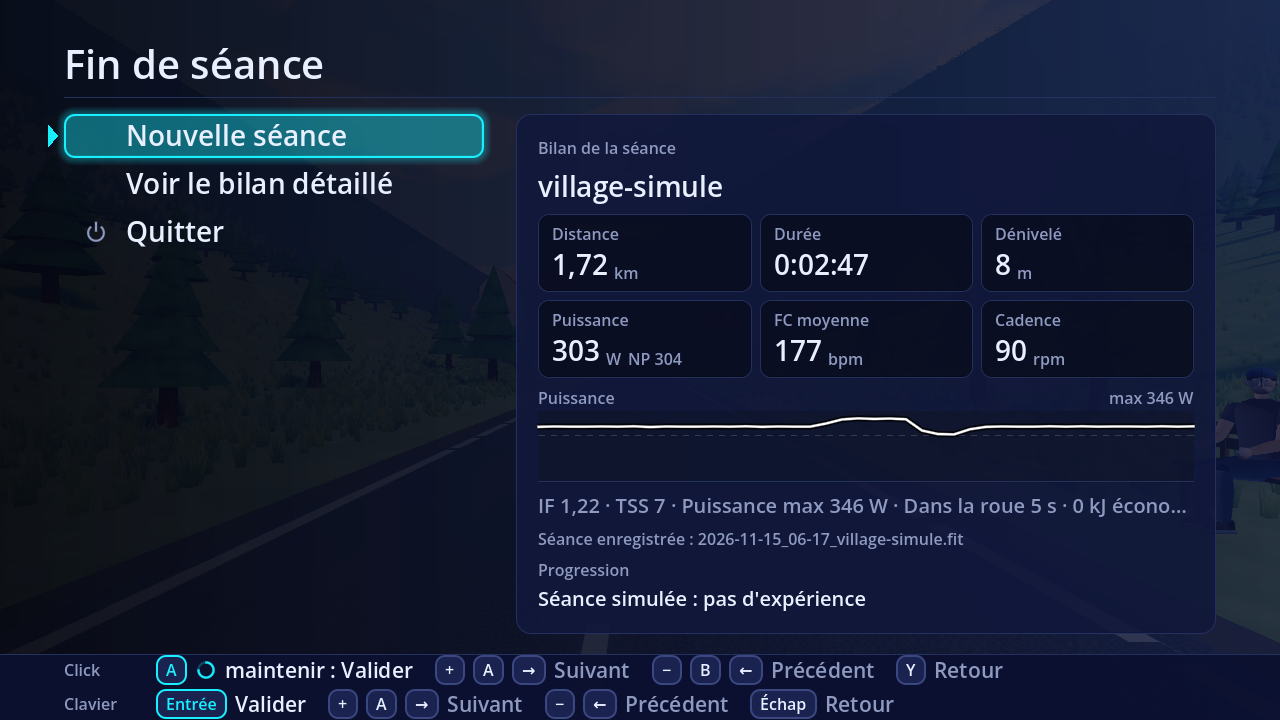 Fin de séance
Nouvelle séance
Voir le bilan détaillé
Quitter
Bilan de la séance
village-simule
Distance
1,72 km
Durée
0:02:47
Dénivelé
8 m
Puissance
303 W NP 304
FC moyenne
177 bpm
Cadence
90 rpm
Puissance max 346 W
IF 1,22 · TSS 7 · Puissance max 346 W · Dans la roue 5 s · 0 kJ écono...
Séance enregistrée : 2026-11-15_06-17_village-simule.fit
Progression
Séance simulée : pas d'expérience
Click A maintenir : Valider + A → Suivant − B ← Précédent Y Retour
Clavier Entrée Valider + A → Suivant − ← Précédent Échap Retour